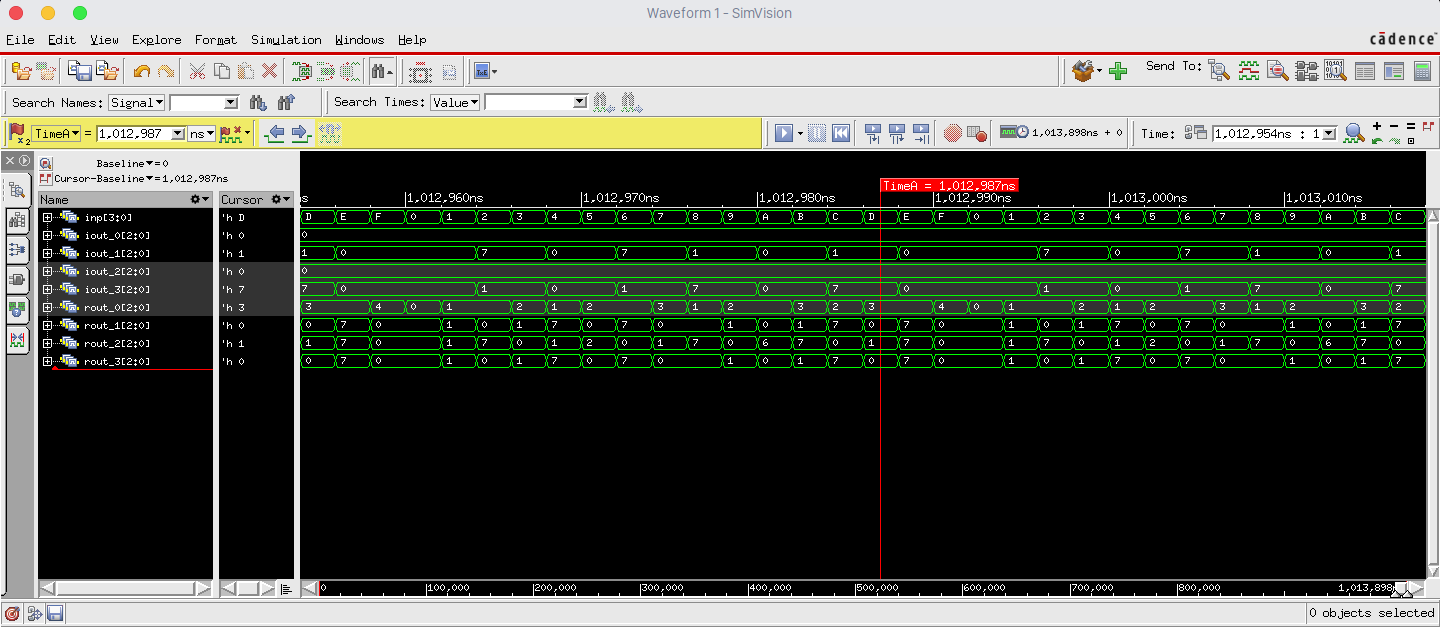 Waveform 1 - SimVision
File Edit View Explore Format Simulation Windows Help
cādence
Send To:
Search Names: Signal Search Times: Value
TimeA = 1,012,987 ns 1,013,898ns + 0 Time: 1,012,954ns : 1
Baseline = 0
Cursor-Baseline = 1,012,987ns
TimeA = 1,012,987ns
Name Cursor s 1,012,960ns 1,012,970ns 1,012,980ns 1,012,990ns 1,013,000ns 1,013,010ns
inp[3:0] 'h D D E F 0 1 2 3 4 5 6 7 8 9 A B C D E F 0 1 2 3 4 5 6 7 8 9 A B C
iout_0[2:0] 'h 0 0
iout_1[2:0] 'h 1 1 0 7 0 7 1 0 1 0 7 0 7 1 0 1
iout_2[2:0] 'h 0 0
iout_3[2:0] 'h 7 7 0 1 0 1 7 0 7 0 1 0 1 7 0 7
rout_0[2:0] 'h 3 3 4 0 1 2 1 2 3 1 2 3 2 3 4 0 1 2 1 2 3 1 2 3 2
rout_1[2:0] 'h 0 0 7 0 1 0 1 7 0 7 0 1 0 1 7 0 7 0 1 0 1 7 0 7 0 1 0 1 7
rout_2[2:0] 'h 1 1 7 0 1 7 0 1 2 0 1 7 0 6 7 0 1 7 0 1 7 0 1 2 0 1 7 0 6 7 0
rout_3[2:0] 'h 0 0 7 0 1 0 1 7 0 7 0 1 0 1 7 0 7 0 1 0 1 7 0 7 0 1 0 1 7
0 100,000 200,000 300,000 400,000 500,000 600,000 700,000 800,000 1,013,898
0 objects selected